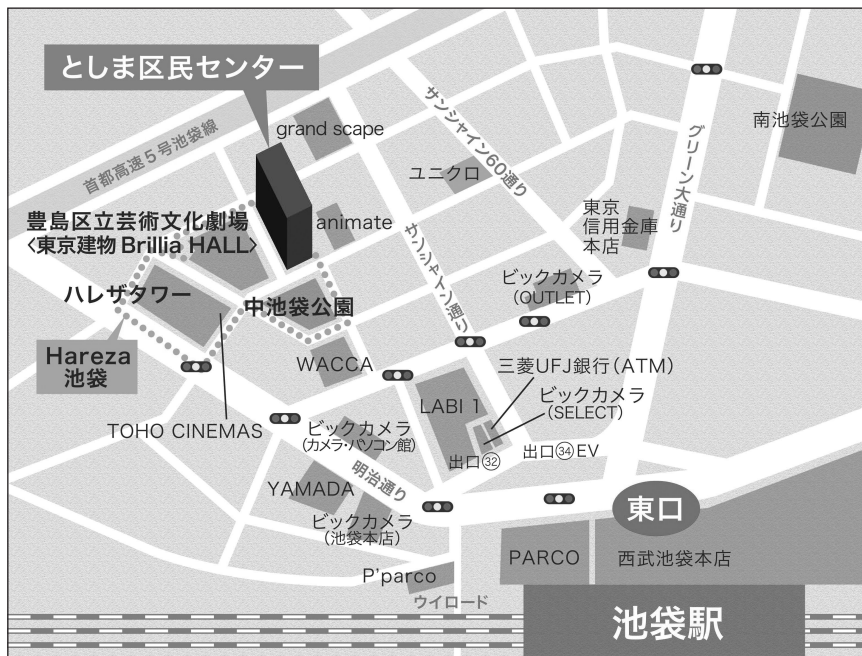 としま区民センター
grand scape
首都高速5号池袋線
サンシャイン60通り
グリーン大通り
南池袋公園
ユニクロ
豊島区立芸術文化劇場
〈東京建物 Brillia HALL〉
animate
サンシャイン通り
東京
信用金庫
本店
ハレザタワー
中池袋公園
ビックカメラ
(OUTLET)
Hareza
池袋
WACCA
三菱UFJ銀行(ATM)
ビックカメラ
(SELECT)
LABI 1
TOHO CINEMAS
ビックカメラ
(カメラ・パソコン館)
出口㉜
出口㉞EV
明治通り
YAMADA
ビックカメラ
(池袋本店)
東口
PARCO
西武池袋本店
P'parco
ウイロード
池袋駅